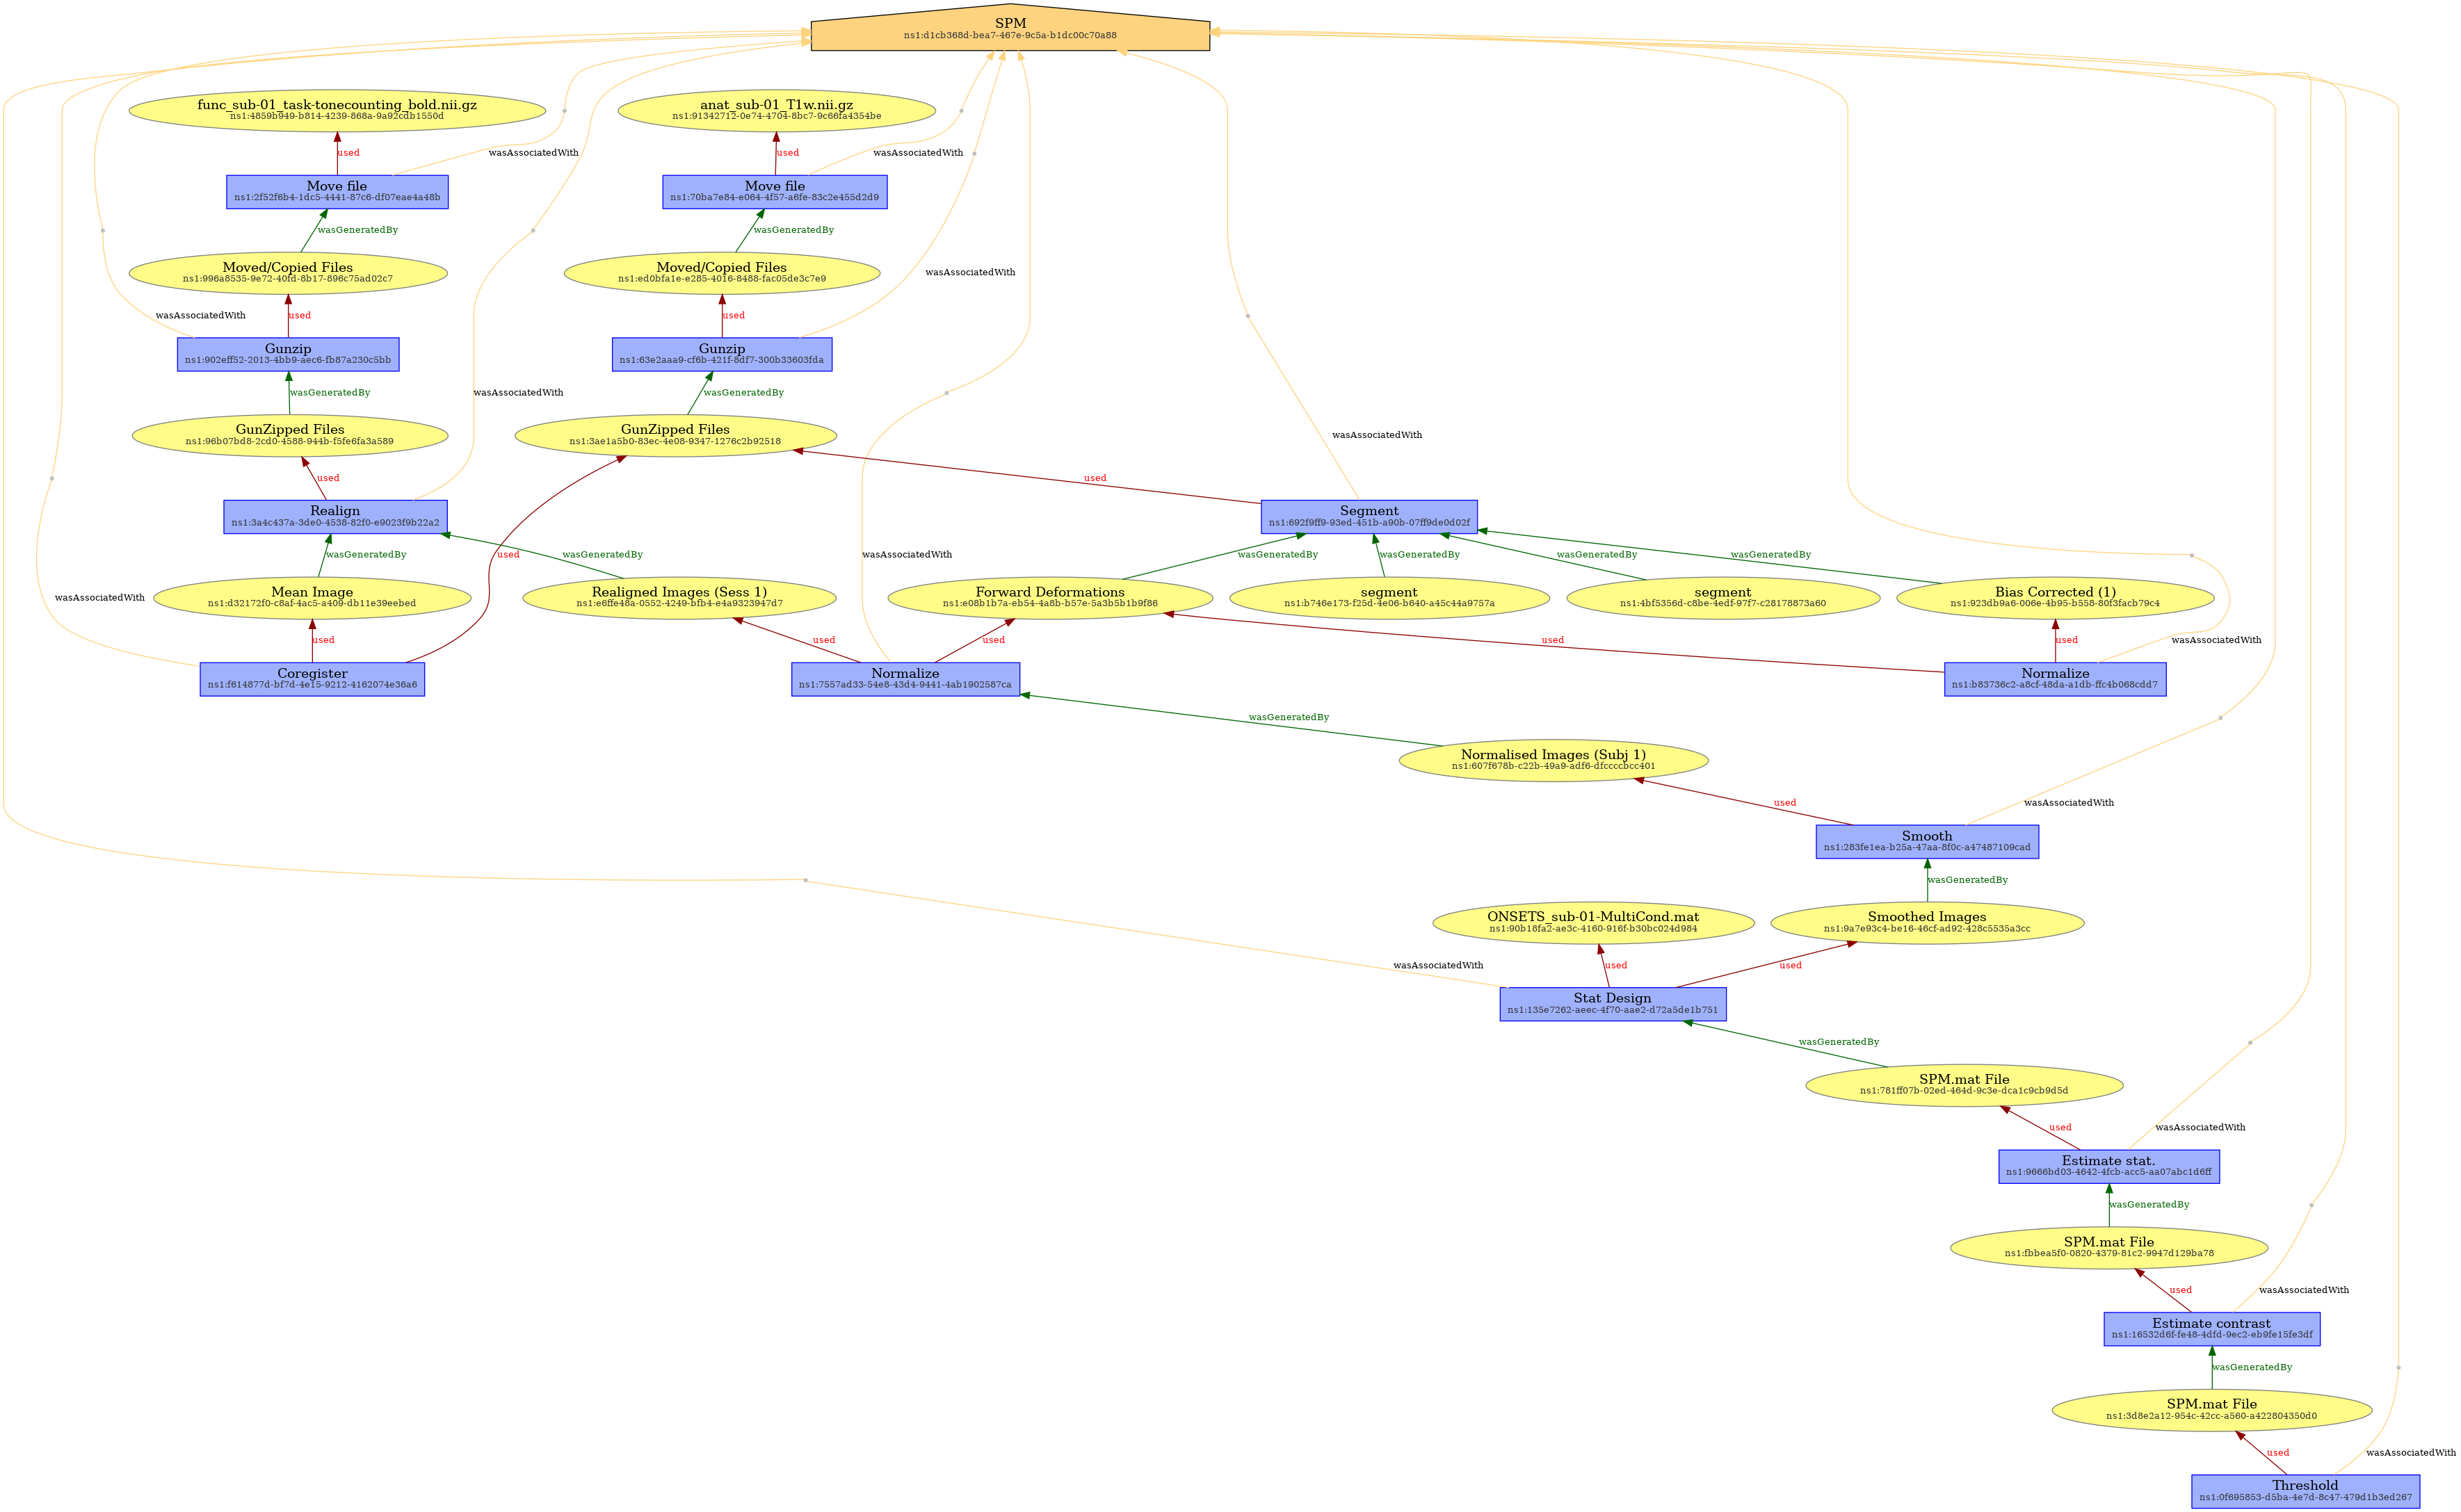 SPM
ns1:d1cb368d-bea7-467e-9c5a-b1dc00c70a88
func_sub-01_task-tonecounting_bold.nii.gz
ns1:4859b949-b814-4239-868a-9a92cdb1550d
anat_sub-01_T1w.nii.gz
ns1:91342712-0e74-4704-8bc7-9c66fa4354be
used
wasAssociatedWith
used
wasAssociatedWith
Move file
ns1:2f52f6b4-1dc5-4441-87c6-df07eae4a48b
Move file
ns1:70ba7e84-e064-4f57-a6fe-83c2e455d2d9
wasGeneratedBy
wasGeneratedBy
Moved/Copied Files
ns1:996a8535-9e72-40fd-8b17-896c75ad02c7
Moved/Copied Files
ns1:ed0bfa1e-e285-4016-8488-fac05de3c7e9
wasAssociatedWith
wasAssociatedWith
used
used
Gunzip
ns1:902eff52-2013-4bb9-aec6-fb87a230c5bb
Gunzip
ns1:63e2aaa9-cf6b-421f-8df7-300b33603fda
wasGeneratedBy
wasAssociatedWith
wasGeneratedBy
GunZipped Files
ns1:96b07bd8-2cd0-4588-944b-f5fe6fa3a589
GunZipped Files
ns1:3ae1a5b0-83ec-4e08-9347-1276c2b92518
wasAssociatedWith
used
used
Realign
ns1:3a4c437a-3de0-4538-82f0-e9023f9b22a2
Segment
ns1:692f9ff9-93ed-451b-a90b-07ff9de0d02f
wasGeneratedBy
used
wasGeneratedBy
wasAssociatedWith
wasGeneratedBy
wasGeneratedBy
wasGeneratedBy
wasGeneratedBy
wasAssociatedWith
Mean Image
ns1:d32172f0-c8af-4ac5-a409-db11e39eebed
Realigned Images (Sess 1)
ns1:e6ffe48a-0552-4249-bfb4-e4a9323947d7
Forward Deformations
ns1:e08b1b7a-eb54-4a8b-b57e-5a3b5b1b9f86
segment
ns1:b746e173-f25d-4e06-b640-a45c44a9757a
segment
ns1:4bf5356d-c8be-4edf-97f7-c28178873a60
Bias Corrected (1)
ns1:923db9a6-006e-4b95-b558-80f3facb79c4
used
used
used
used
used
wasAssociatedWith
Coregister
ns1:f614877d-bf7d-4e15-9212-4162074e36a6
Normalize
ns1:7557ad33-54e8-43d4-9441-4ab1902587ca
Normalize
ns1:b83736c2-a8cf-48da-a1db-ffc4b068cdd7
wasGeneratedBy
Normalised Images (Subj 1)
ns1:607f678b-c22b-49a9-adf6-dfccccbcc401
used
wasAssociatedWith
Smooth
ns1:283fe1ea-b25a-47aa-8f0c-a47487109cad
wasGeneratedBy
ONSETS_sub-01-MultiCond.mat
ns1:90b18fa2-ae3c-4160-916f-b30bc024d984
Smoothed Images
ns1:9a7e93c4-be16-46cf-ad92-428c5535a3cc
wasAssociatedWith
used
used
Stat Design
ns1:135e7262-aeec-4f70-aae2-d72a5de1b751
wasGeneratedBy
SPM.mat File
ns1:781ff07b-02ed-464d-9c3e-dca1c9cb9d5d
used
wasAssociatedWith
Estimate stat.
ns1:9666bd03-4642-4fcb-acc5-aa07abc1d6ff
wasGeneratedBy
SPM.mat File
ns1:fbbea5f0-0820-4379-81c2-9947d129ba78
used
wasAssociatedWith
Estimate contrast
ns1:16532d6f-fe48-4dfd-9ec2-eb9fe15fe3df
wasGeneratedBy
SPM.mat File
ns1:3d8e2a12-954c-42cc-a560-a422804350d0
used
wasAssociatedWith
Threshold
ns1:0f695853-d5ba-4e7d-8c47-479d1b3ed267